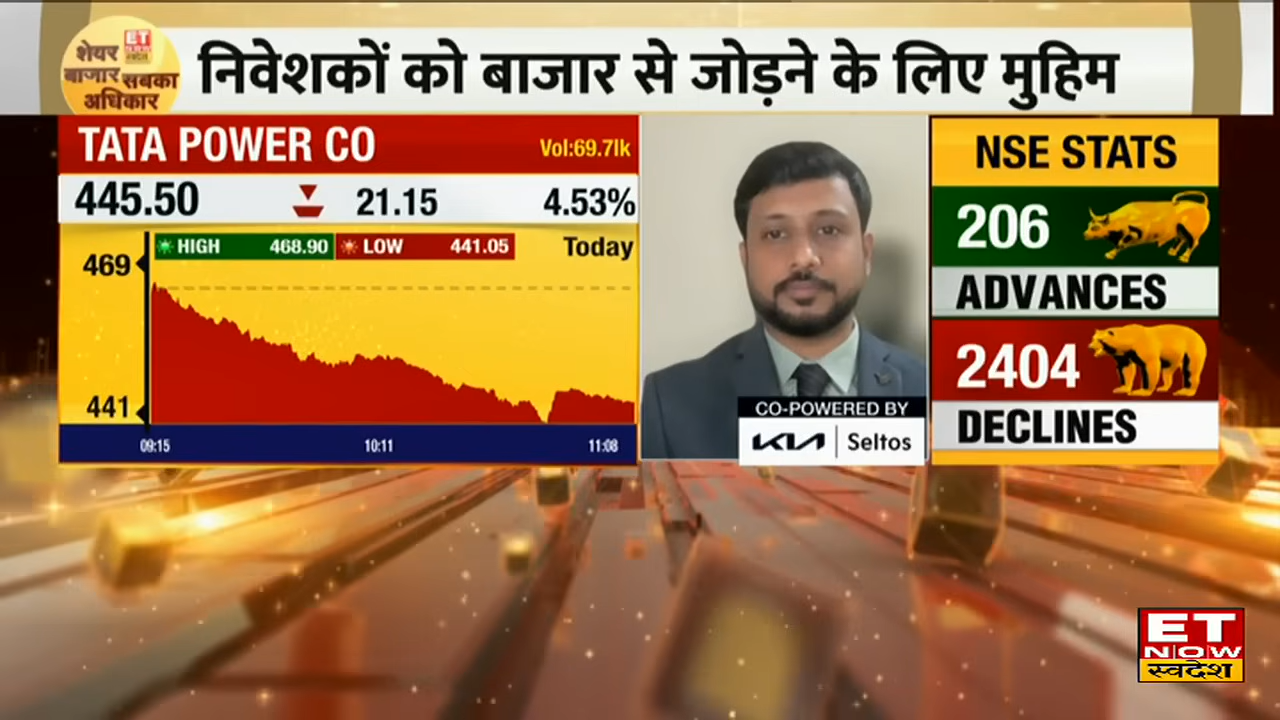 शेयर
ET
NOW
स्वदेश
बाजार सबका
अधिकार
निवेशकों को बाजार से जोड़ने के लिए मुहिम
TATA POWER CO
Vol:69.7lk
445.50
21.15
4.53%
HIGH 468.90
LOW 441.05
Today
469
441
09:15
10:11
11:08
CO-POWERED BY
KIA
Seltos
NSE STATS
206
ADVANCES
2404
DECLINES
ET
NOW
स्वदेश